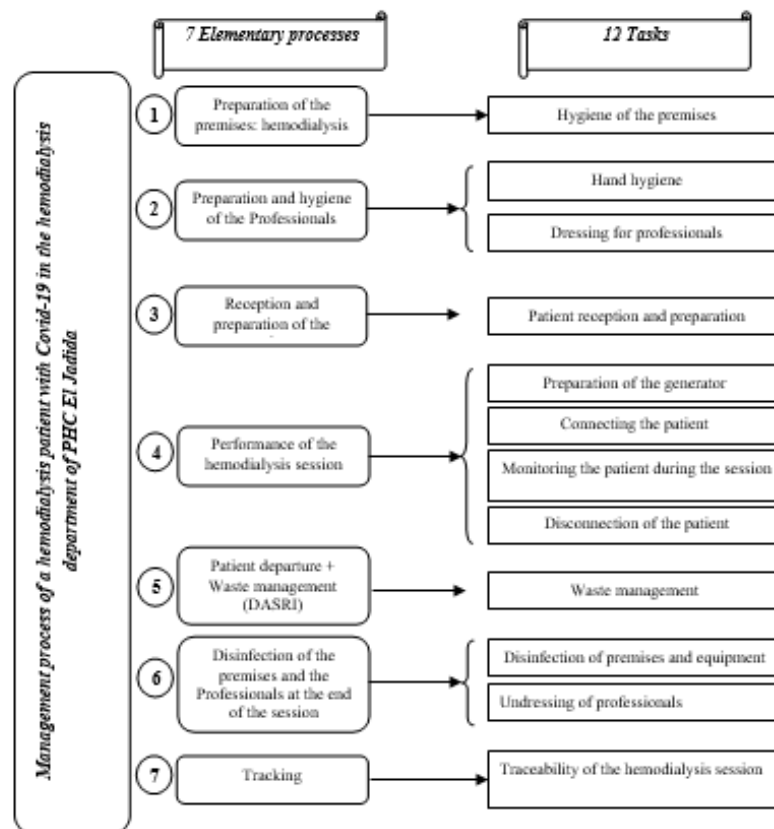 7 Elementary processes
12 Tasks
Management process of a hemodialysis patient with Covid-19 in the hemodialysis
department of PHC El Jadida
1
Preparation of the
premises: hemodialysis
Hygiene of the premises
2
Preparation and hygiene
of the Professionals
Hand hygiene
Dressing for professionals
3
Reception and
preparation of the
Patient reception and preparation
4
Performance of the
hemodialysis session
Preparation of the generator
Connecting the patient
Monitoring the patient during the session
Disconnection of the patient
5
Patient departure +
Waste management
(DASRI)
Waste management
6
Disinfection of the
premises and the
Professionals at the end
of the session
Disinfection of premises and equipment
Undressing of professionals
7
Tracking
Traceability of the hemodialysis session